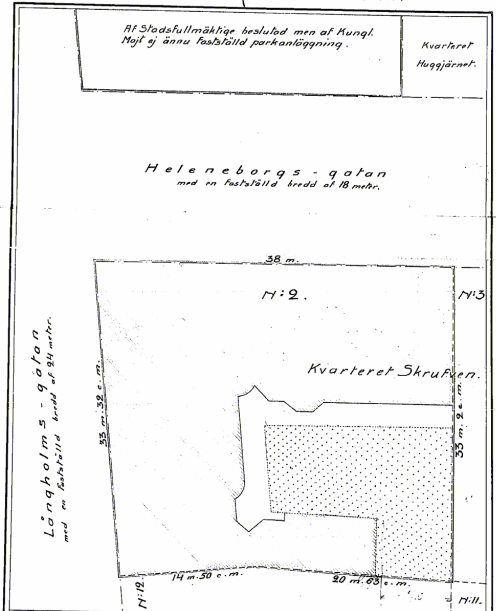 Af Stadsfullmäktige beslutad men af Kungl.
Majt ej ännu fastställd parkanläggning.
Kvarteret
Huggjärnet.
Heleneborgs-gatan
med en fastställd bredd af 18 meter.
38 m.
N:2.
N:3
Kvarteret Skrufven.
Långholms-gatan
med en fastställd bredd af 24 meter.
33 m. 32 c.m.
33 m. 2 c.m.
14 m. 50 c.m.
20 m. 63 c.m.
N:12.
N:11.